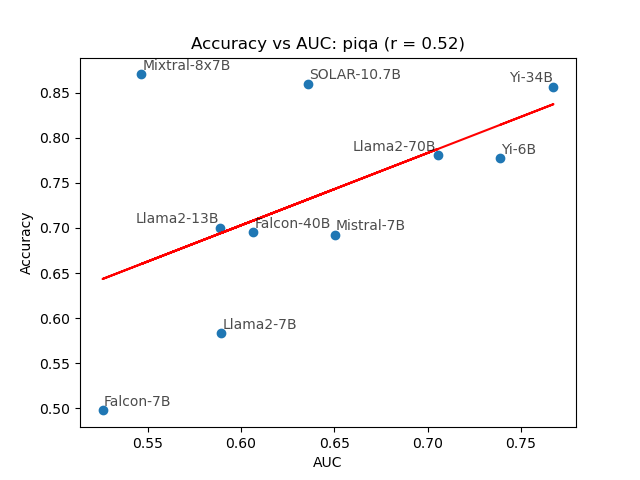 Accuracy vs AUC: piqa (r = 0.52)
Mixtral-8x7B
SOLAR-10.7B
Yi-34B
Llama2-70B
Yi-6B
Llama2-13B
Falcon-40B
Mistral-7B
Llama2-7B
Falcon-7B
Accuracy
0.85
0.80
0.75
0.70
0.65
0.60
0.55
0.50
0.55 0.60 0.65 0.70 0.75
AUC